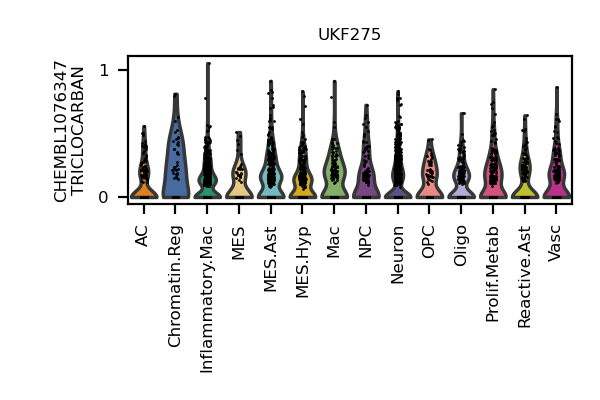 UKF275
CHEMBL1076347
TRICLOCARBAN
1
0
AC
Chromatin.Reg
Inflammatory.Mac
MES
MES.Ast
MES.Hyp
Mac
NPC
Neuron
OPC
Oligo
Prolif.Metab
Reactive.Ast
Vasc